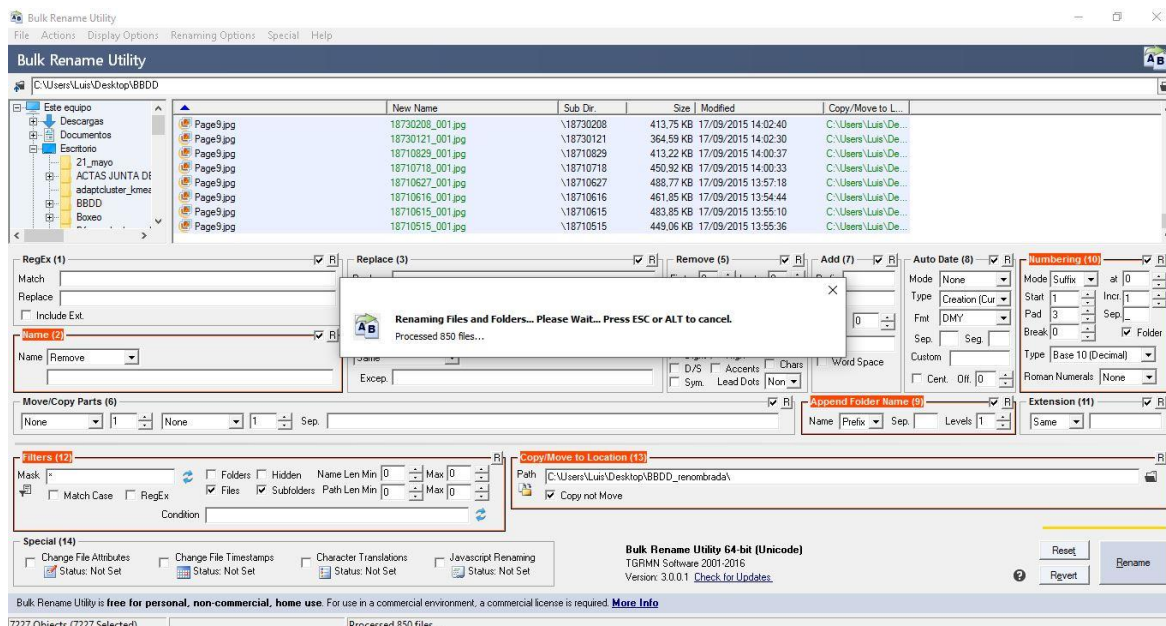 Bulk Rename Utility
File Actions Display Options Renaming Options Special Help
Bulk Rename Utility
C:\Users\Luis\Desktop\BBDD
Este equipo
Descargas
Documentos
Escritorio
21_mayo
ACTAS JUNTA DE
adaptcluster_kmea
BBDD
Boxeo
New Name Sub Dir. Size Modified Copy/Move to L...
Page9.jpg 18730208_001.jpg \18730208 413,75 KB 17/09/2015 14:02:40 C:\Users\Luis\De...
Page9.jpg 18730121_001.jpg \18730121 364,59 KB 17/09/2015 14:02:30 C:\Users\Luis\De...
Page9.jpg 18710829_001.jpg \18710829 413,22 KB 17/09/2015 14:00:37 C:\Users\Luis\De...
Page9.jpg 18710718_001.jpg \18710718 450,92 KB 17/09/2015 14:00:33 C:\Users\Luis\De...
Page9.jpg 18710627_001.jpg \18710627 488,77 KB 17/09/2015 13:57:18 C:\Users\Luis\De...
Page9.jpg 18710616_001.jpg \18710616 461,85 KB 17/09/2015 13:54:44 C:\Users\Luis\De...
Page9.jpg 18710615_001.jpg \18710615 483,85 KB 17/09/2015 13:55:10 C:\Users\Luis\De...
Page9.jpg 18710515_001.jpg \18710515 449,06 KB 17/09/2015 13:55:36 C:\Users\Luis\De...
RegEx (1) R
Match
Replace
Include Ext.
Name (2) R
Name Remove
Replace (3) R
Same
Excep.
Renaming Files and Folders... Please Wait... Press ESC or ALT to cancel.
Processed 850 files...
Remove (5) R
Chars
D/S Accents
Sym. Lead Dots Non
Add (7) R
0
Word Space
Auto Date (8) R
Mode None
Type Creation (Cur
Fmt DMY
Sep. Seg.
Custom
Cent. Off. 0
Numbering (10) R
Mode Suffix at 0
Start 1 Incr. 1
Pad 3 Sep. _
Break 0 Folder
Type Base 10 (Decimal)
Roman Numerals None
Move/Copy Parts (6) R
None 1 None 1 Sep.
Append Folder Name (9) R
Name Prefix Sep. Levels 1
Extension (11) R
Same
Filters (12) R
Mask * Folders Hidden Name Len Min 0 Max 0
Match Case RegEx Files Subfolders Path Len Min 0 Max 0
Condition
Copy/Move to Location (13) R
Path C:\Users\Luis\Desktop\BBDD_renombrada\
Copy not Move
Special (14)
Change File Attributes Change File Timestamps Character Translations Javascript Renaming
Status: Not Set Status: Not Set Status: Not Set Status: Not Set
Bulk Rename Utility 64-bit (Unicode)
TGRMN Software 2001-2016
Version: 3.0.0.1 Check for Updates
Reset
Revert
Rename
Bulk Rename Utility is free for personal, non-commercial, home use. For use in a commercial environment, a commercial license is required. More Info
7227 Objects (7227 Selected) Processed 850 files